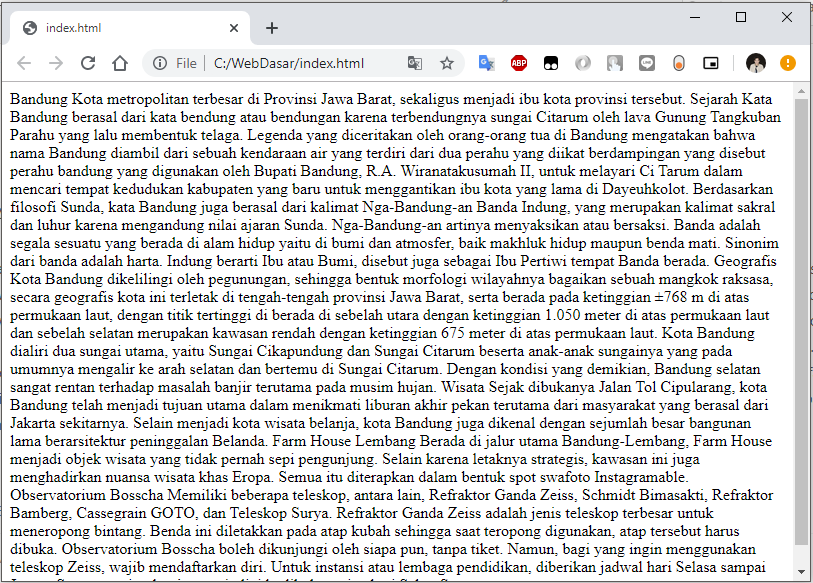 index.html
File
C:/WebDasar/index.html
ABP
Bandung Kota metropolitan terbesar di Provinsi Jawa Barat, sekaligus menjadi ibu kota provinsi tersebut. Sejarah Kata
Bandung berasal dari kata bendung atau bendungan karena terbendungnya sungai Citarum oleh lava Gunung Tangkuban
Parahu yang lalu membentuk telaga. Legenda yang diceritakan oleh orang-orang tua di Bandung mengatakan bahwa
nama Bandung diambil dari sebuah kendaraan air yang terdiri dari dua perahu yang diikat berdampingan yang disebut
perahu bandung yang digunakan oleh Bupati Bandung, R.A. Wiranatakusumah II, untuk melayari Ci Tarum dalam
mencari tempat kedudukan kabupaten yang baru untuk menggantikan ibu kota yang lama di Dayeuhkolot. Berdasarkan
filosofi Sunda, kata Bandung juga berasal dari kalimat Nga-Bandung-an Banda Indung, yang merupakan kalimat sakral
dan luhur karena mengandung nilai ajaran Sunda. Nga-Bandung-an artinya menyaksikan atau bersaksi. Banda adalah
segala sesuatu yang berada di alam hidup yaitu di bumi dan atmosfer, baik makhluk hidup maupun benda mati. Sinonim
dari banda adalah harta. Indung berarti Ibu atau Bumi, disebut juga sebagai Ibu Pertiwi tempat Banda berada. Geografis
Kota Bandung dikelilingi oleh pegunungan, sehingga bentuk morfologi wilayahnya bagaikan sebuah mangkok raksasa,
secara geografis kota ini terletak di tengah-tengah provinsi Jawa Barat, serta berada pada ketinggian ±768 m di atas
permukaan laut, dengan titik tertinggi di berada di sebelah utara dengan ketinggian 1.050 meter di atas permukaan laut
dan sebelah selatan merupakan kawasan rendah dengan ketinggian 675 meter di atas permukaan laut. Kota Bandung
dialiri dua sungai utama, yaitu Sungai Cikapundung dan Sungai Citarum beserta anak-anak sungainya yang pada
umumnya mengalir ke arah selatan dan bertemu di Sungai Citarum. Dengan kondisi yang demikian, Bandung selatan
sangat rentan terhadap masalah banjir terutama pada musim hujan. Wisata Sejak dibukanya Jalan Tol Cipularang, kota
Bandung telah menjadi tujuan utama dalam menikmati liburan akhir pekan terutama dari masyarakat yang berasal dari
Jakarta sekitarnya. Selain menjadi kota wisata belanja, kota Bandung juga dikenal dengan sejumlah besar bangunan
lama berarsitektur peninggalan Belanda. Farm House Lembang Berada di jalur utama Bandung-Lembang, Farm House
menjadi objek wisata yang tidak pernah sepi pengunjung. Selain karena letaknya strategis, kawasan ini juga
menghadirkan nuansa wisata khas Eropa. Semua itu diterapkan dalam bentuk spot swafoto Instagramable.
Observatorium Bosscha Memiliki beberapa teleskop, antara lain, Refraktor Ganda Zeiss, Schmidt Bimasakti, Refraktor
Bamberg, Cassegrain GOTO, dan Teleskop Surya. Refraktor Ganda Zeiss adalah jenis teleskop terbesar untuk
meneropong bintang. Benda ini diletakkan pada atap kubah sehingga saat teropong digunakan, atap tersebut harus
dibuka. Observatorium Bosscha boleh dikunjungi oleh siapa pun, tanpa tiket. Namun, bagi yang ingin menggunakan
teleskop Zeiss, wajib mendaftarkan diri. Untuk instansi atau lembaga pendidikan, diberikan jadwal hari Selasa sampai